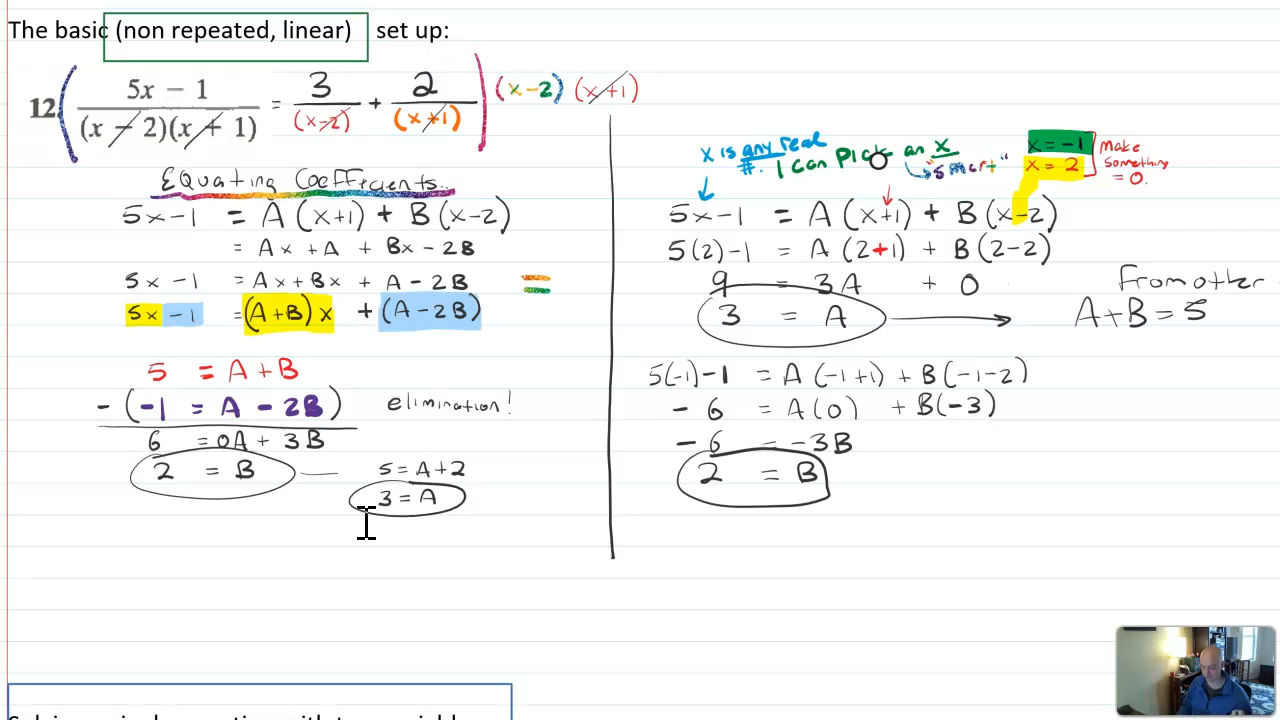 The basic (non repeated, linear) set up:
12. ( 5x − 1 / (x − 2)(x + 1) = 3 / (x-2) + 2 / (x+1) ) (x-2) (x+1)
Equating Coefficients
5x-1 = A (x+1) + B (x-2)
= Ax +A + Bx - 2B
5x -1 = Ax+Bx + A - 2B
5x -1 = (A+B) x + (A-2B)
5 = A+B
- (-1 = A - 2B) elimination!
6 = 0A + 3B
2 = B
5=A+2
3 = A
x is any real #. I can pick an x
"smart"
x = -1
x = 2
Make something = 0.
5x-1 = A (x+1) + B (x-2)
5(2)-1 = A (2+1) + B (2-2)
9 = 3A + 0
3 = A
From other
A+B = 5
5(-1)-1 = A (-1+1) + B(-1-2)
- 6 = A(0) + B(-3)
- 6 = -3B
2 = B